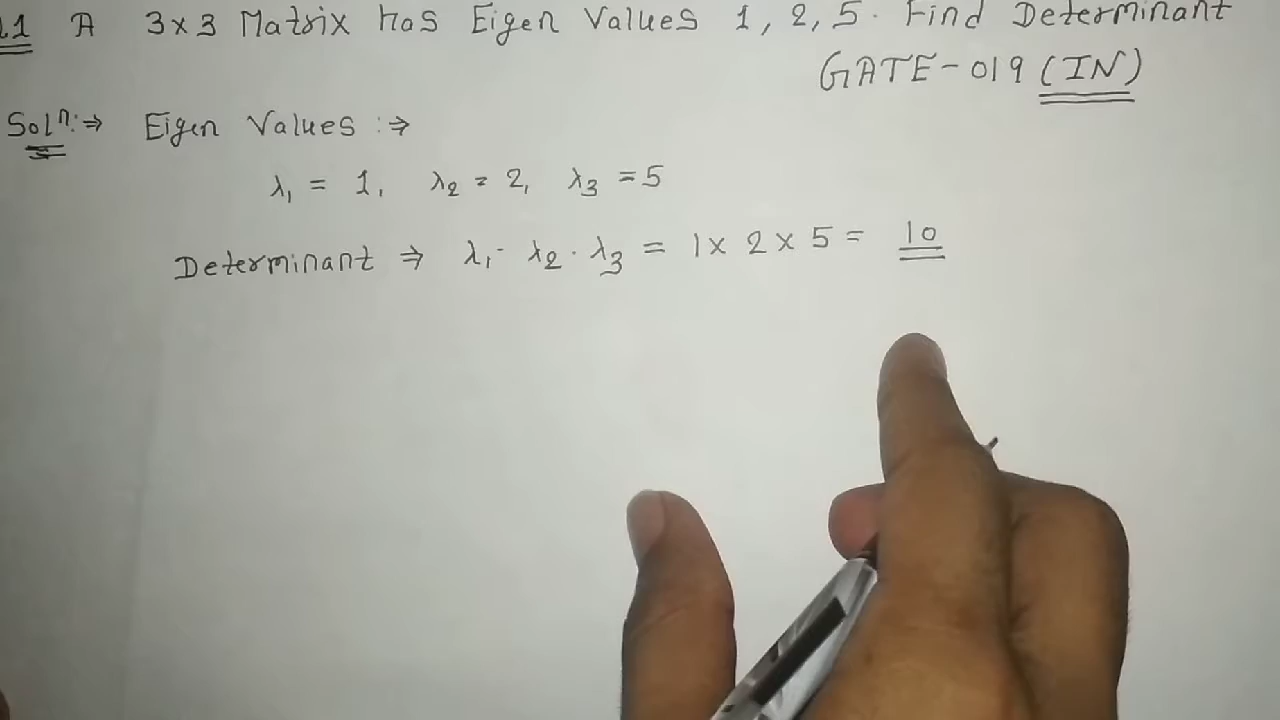 A 3x3 Matrix has Eigen Values 1, 2, 5. Find Determinant
GATE-019 (IN)
Solⁿ:⇒ Eigen Values :⇒
λ₁ = 1, λ₂ = 2, λ₃ = 5
Determinant ⇒ λ₁ · λ₂ · λ₃ = 1 x 2 x 5 = 10